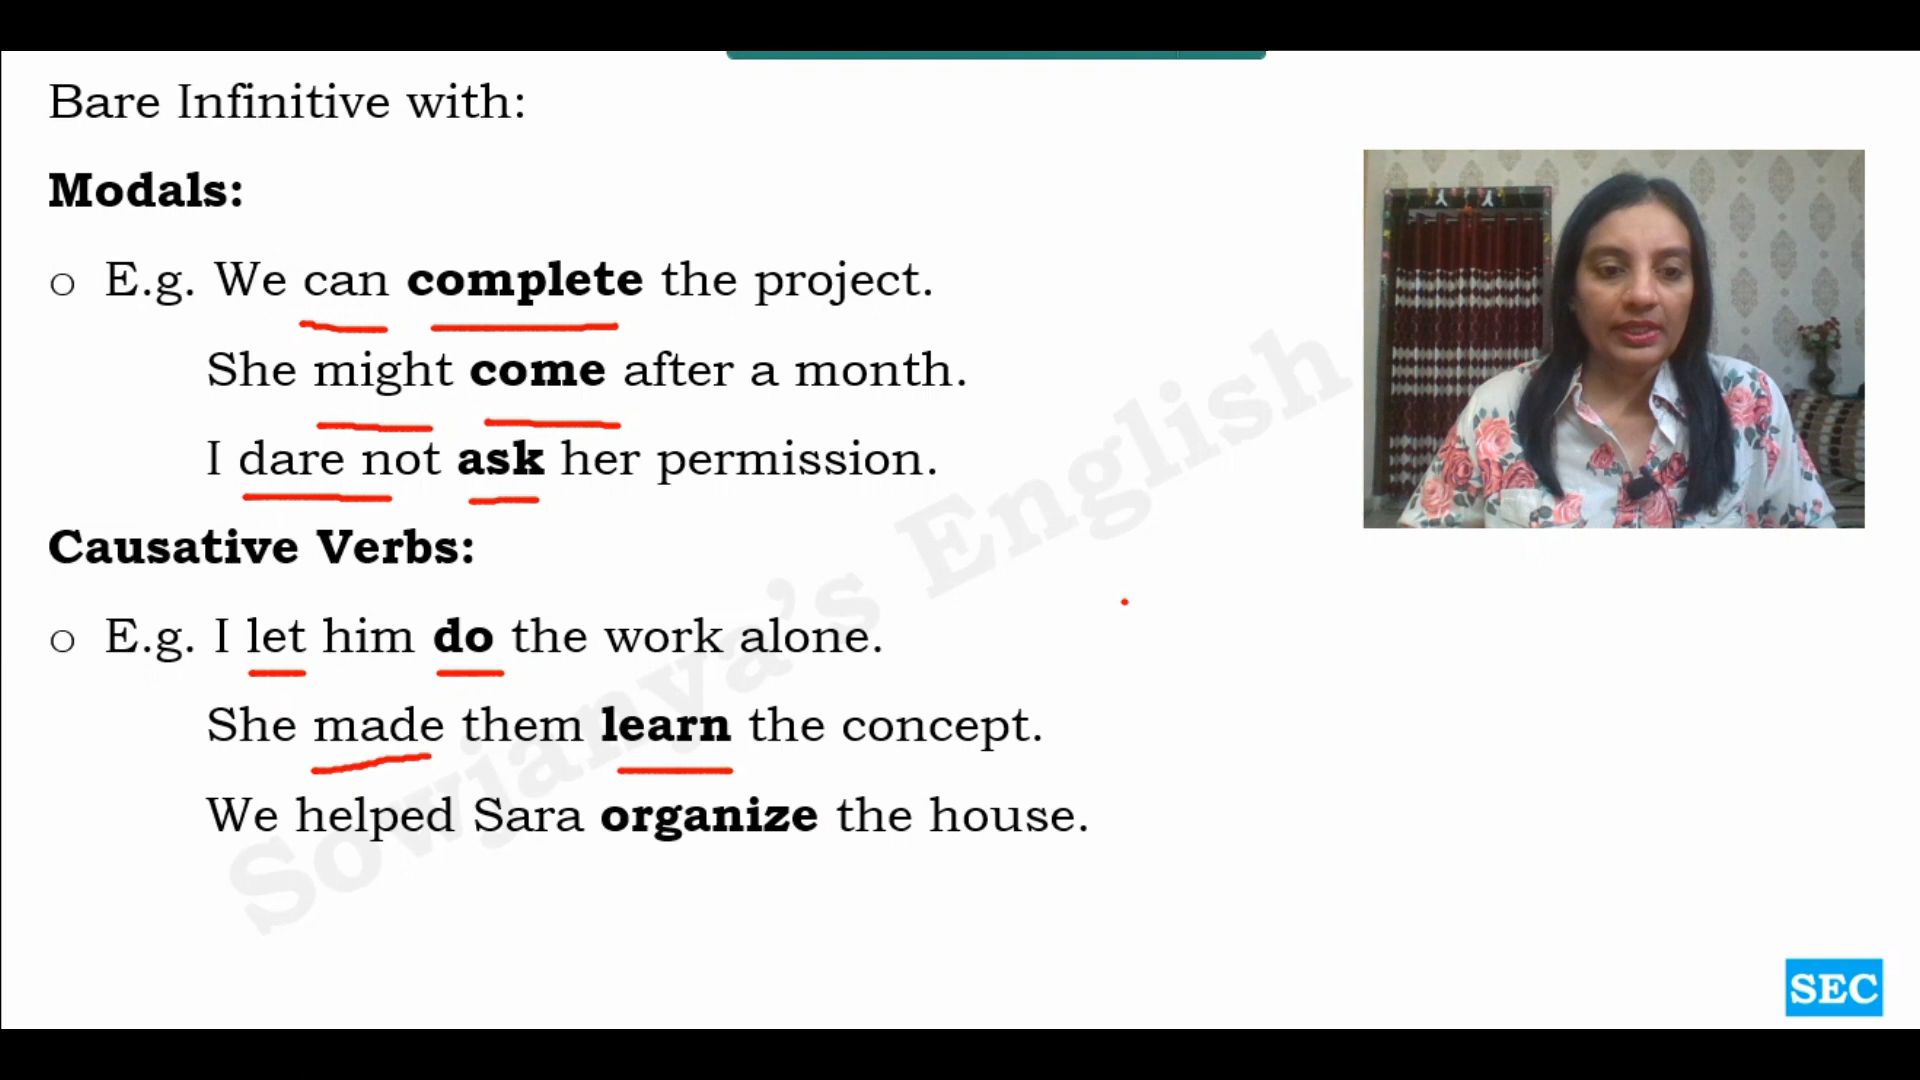 Bare Infinitive with:
Modals:
o E.g. We can complete the project.
She might come after a month.
I dare not ask her permission.
Causative Verbs:
o E.g. I let him do the work alone.
She made them learn the concept.
We helped Sara organize the house.
Sowjanya's English
SEC